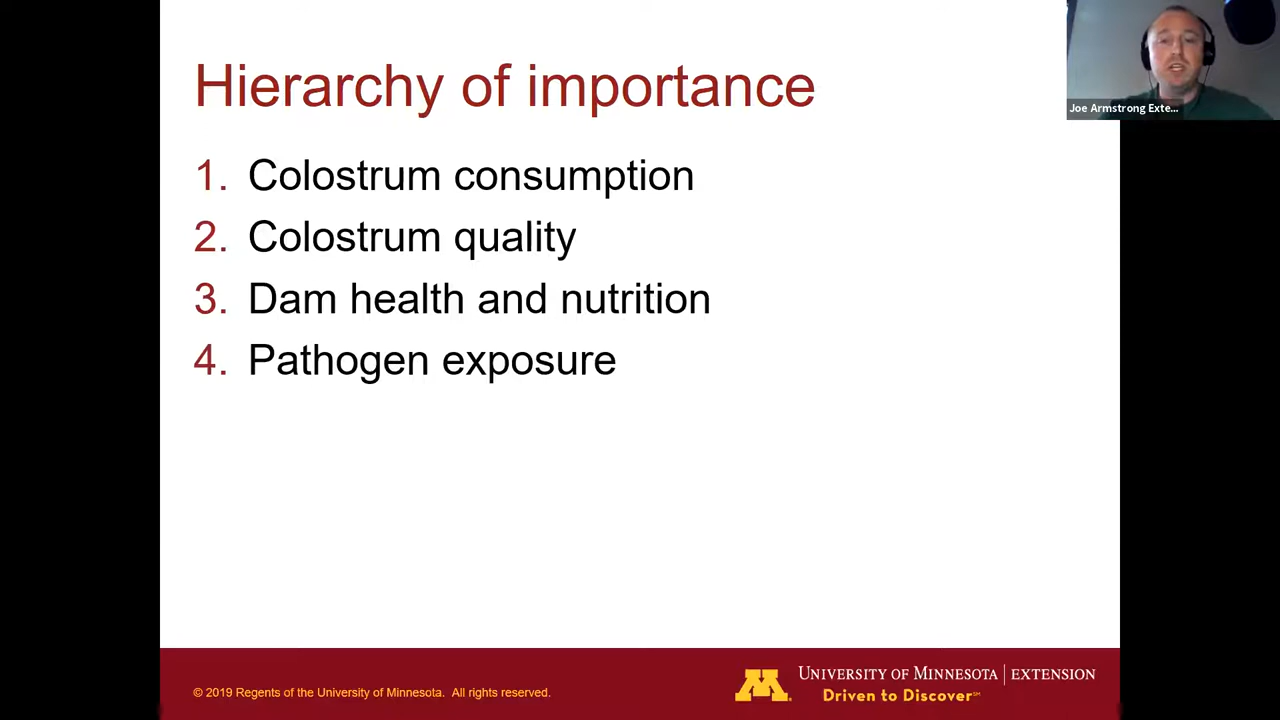 Hierarchy of importance
Joe Armstrong Exte...
1. Colostrum consumption
2. Colostrum quality
3. Dam health and nutrition
4. Pathogen exposure
© 2019 Regents of the University of Minnesota. All rights reserved.
M
UNIVERSITY OF MINNESOTA | EXTENSION
Driven to Discover℠